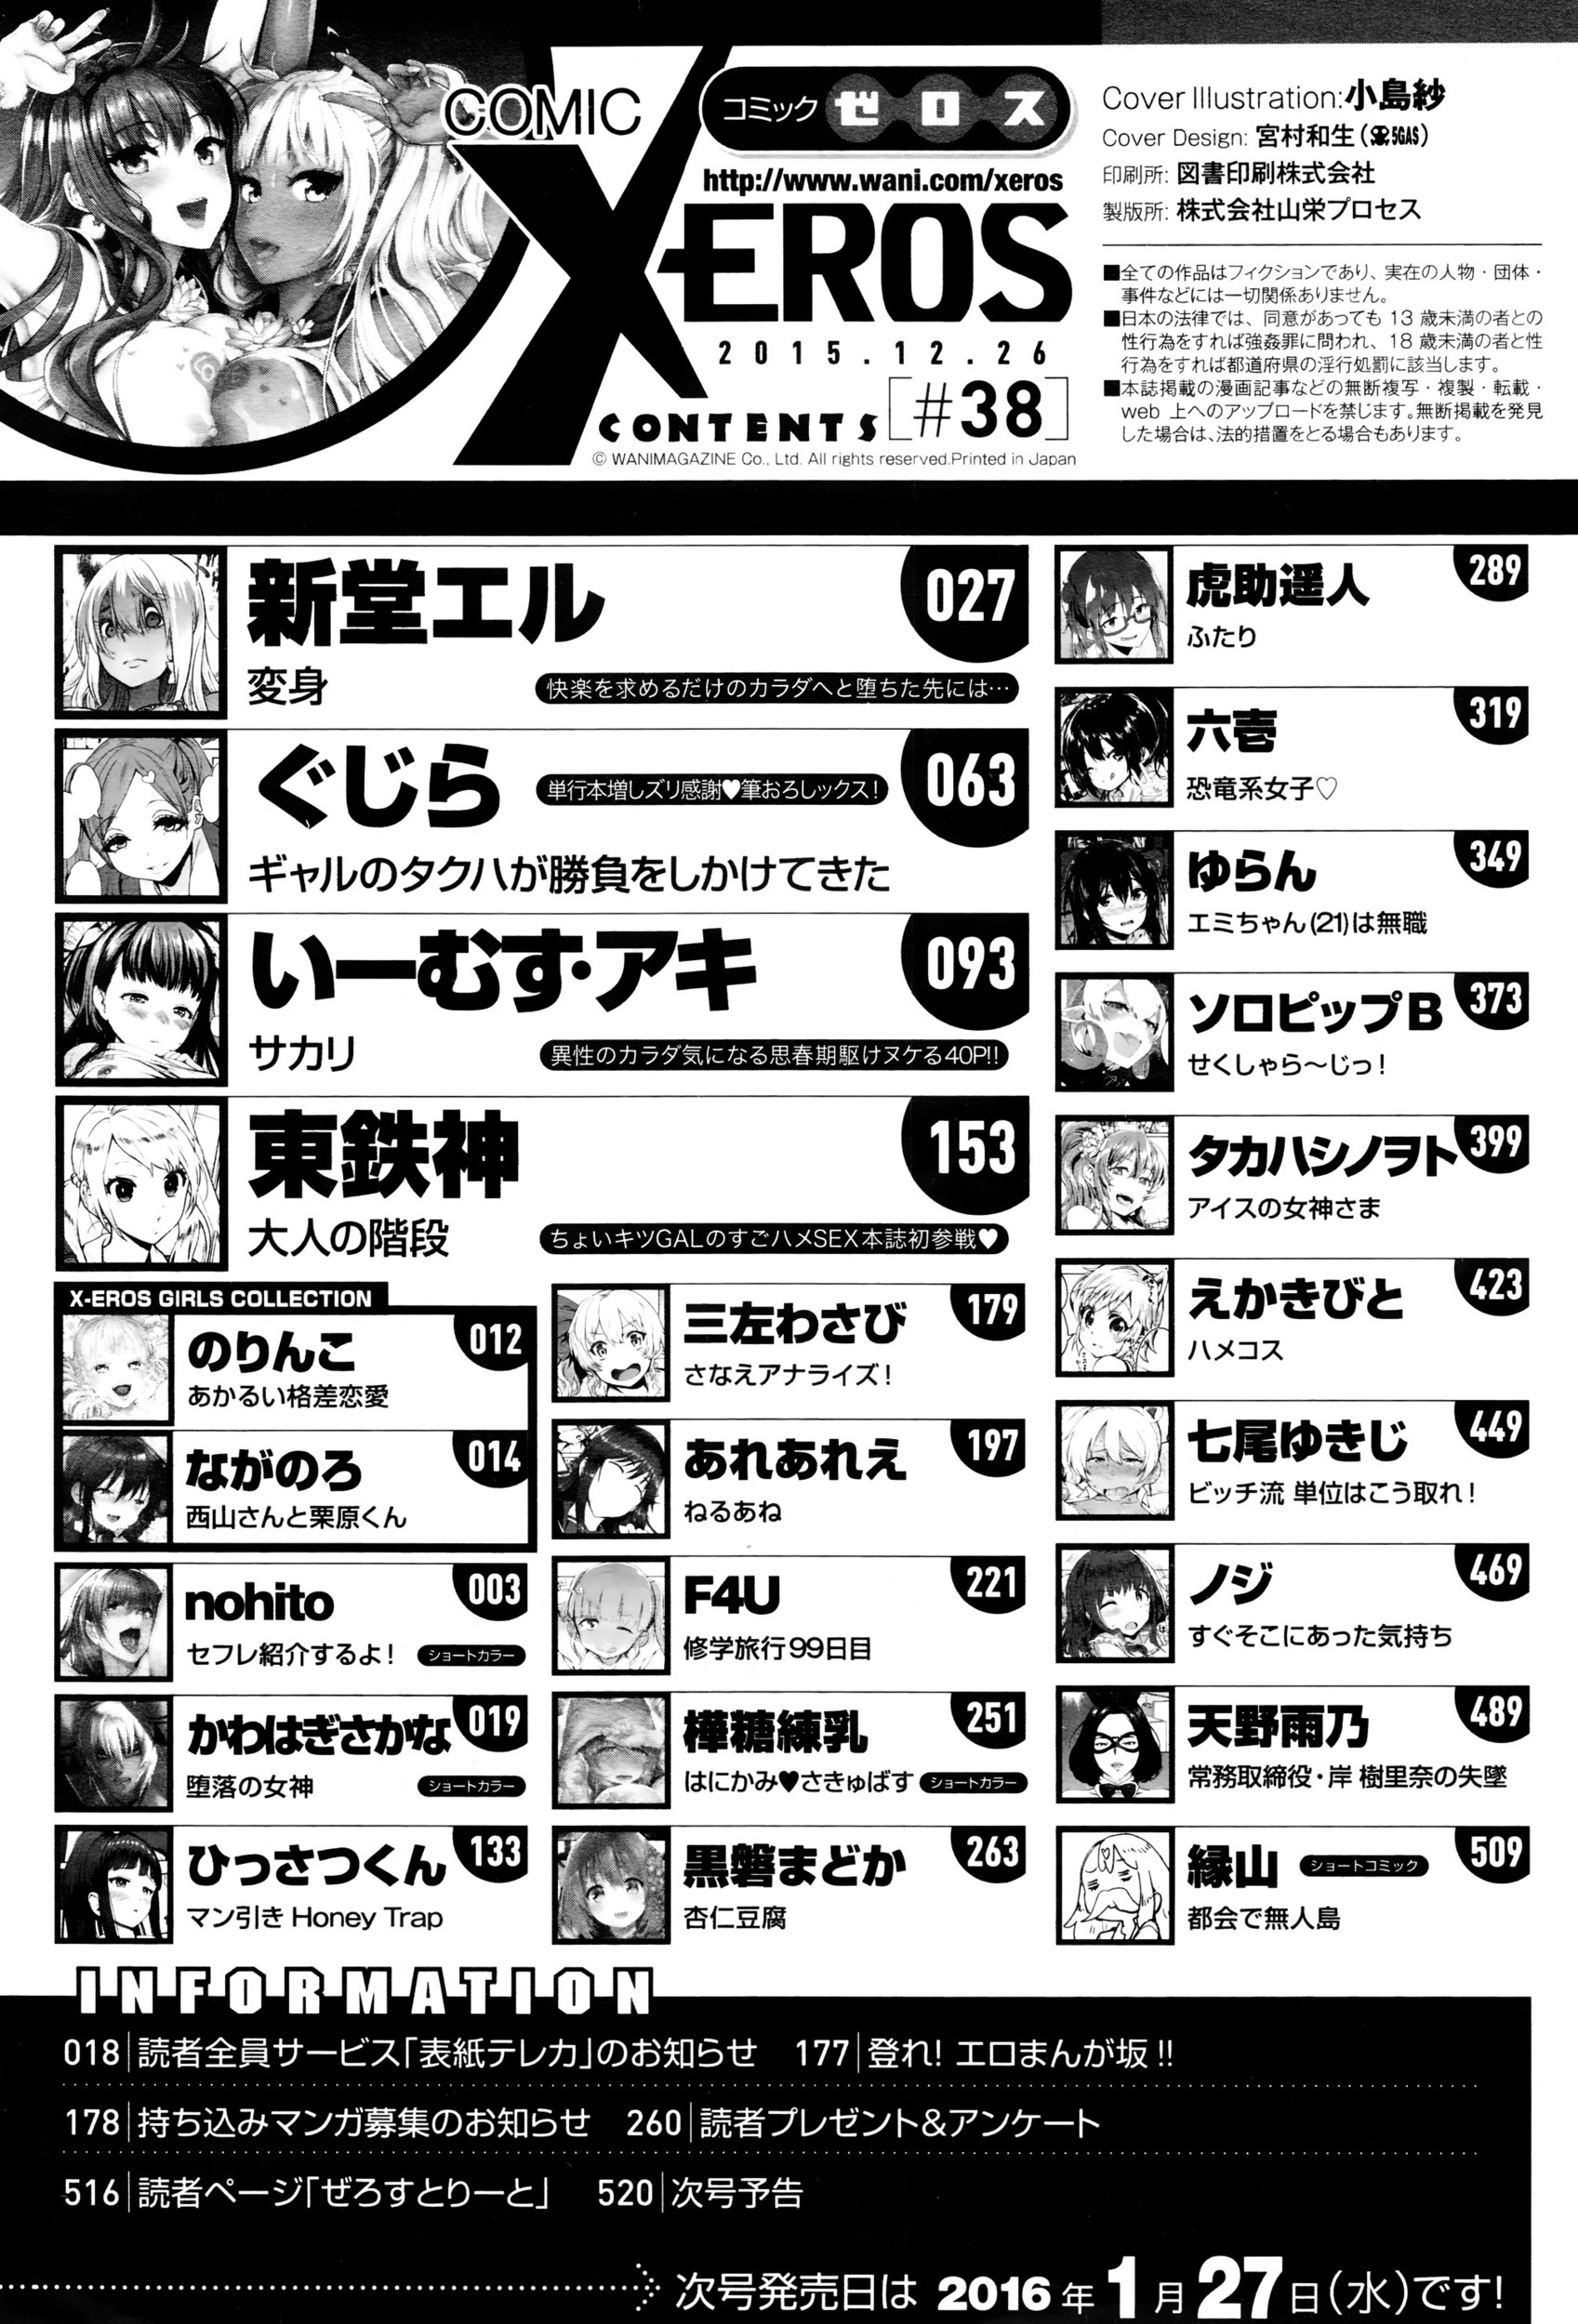 COMIC
コミック ゼロス
http://www.wani.com/xeros
X-EROS
2015.12.26
CONTENTS [#38]
© WANIMAGAZINE Co., Ltd. All rights reserved.Printed in Japan
Cover Illustration:小島紗
Cover Design: 宮村和生(5GAS)
印刷所: 図書印刷株式会社
製版所: 株式会社山栄プロセス
■全ての作品はフィクションであり、実在の人物・団体・
事件などには一切関係ありません。
■日本の法律では、同意があっても 13 歳未満の者との
性行為をすれば強姦罪に問われ、18 歳未満の者と性
行為をすれば都道府県の淫行処罰に該当します。
■本誌掲載の漫画記事などの無断複写・複製・転載・
web 上へのアップロードを禁じます。無断掲載を発見
した場合は、法的措置をとる場合もあります。
新堂エル 027
変身 快楽を求めるだけのカラダへと堕ちた先には…
ぐじら 単行本増しズリ感謝♥筆おろしックス! 063
ギャルのタクハが勝負をしかけてきた
いーむす・アキ 093
サカリ 異性のカラダ気になる思春期駆けヌケる40P!!
東鉄神 153
大人の階段 ちょいキツGALのすごハメSEX本誌初参戦♥
X-EROS GIRLS COLLECTION
のりんこ 012
あかるい格差恋愛
ながのろ 014
西山さんと栗原くん
nohito 003
セフレ紹介するよ! ショートカラー
かわはぎさかな 019
堕落の女神 ショートカラー
ひっさつくん 133
マン引き Honey Trap
三左わさび 179
さなえアナライズ!
あれあれえ 197
ねるあね
F4U 221
修学旅行99日目
樺糖練乳 251
はにかみ♥さきゅばす ショートカラー
黒磐まどか 263
杏仁豆腐
虎助遥人 289
ふたり
六壱 319
恐竜系女子♡
ゆらん 349
エミちゃん(21)は無職
ソロピップB 373
せくしゃら〜じっ!
タカハシノヲト 399
アイスの女神さま
えかきびと 423
ハメコス
七尾ゆきじ 449
ビッチ流 単位はこう取れ!
ノジ 469
すぐそこにあった気持ち
天野雨乃 489
常務取締役・岸 樹里奈の失墜
縁山 ショートコミック 509
都会で無人島
INFORMATION
018 読者全員サービス「表紙テレカ」のお知らせ 177 登れ! エロまんが坂!!
178 持ち込みマンガ募集のお知らせ 260 読者プレゼント&アンケート
516 読者ページ「ぜろすとりーと」 520 次号予告
次号発売日は 2016年1月27日(水)です!